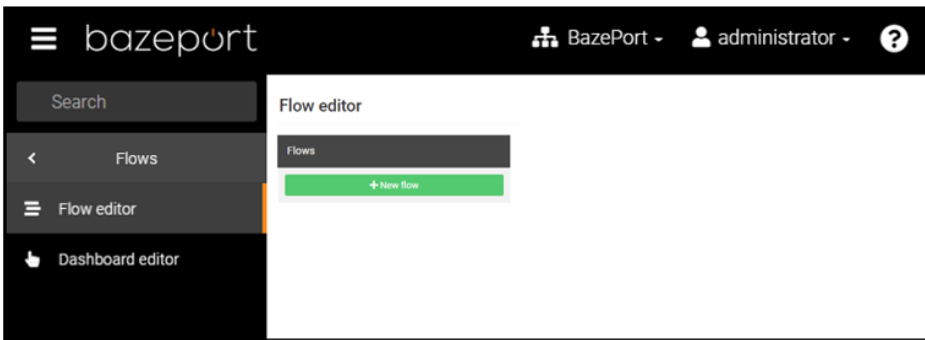 bazeport
BazePort
administrator
?
Search
Flows
Flow editor
Dashboard editor
Flow editor
Flows
+ New flow